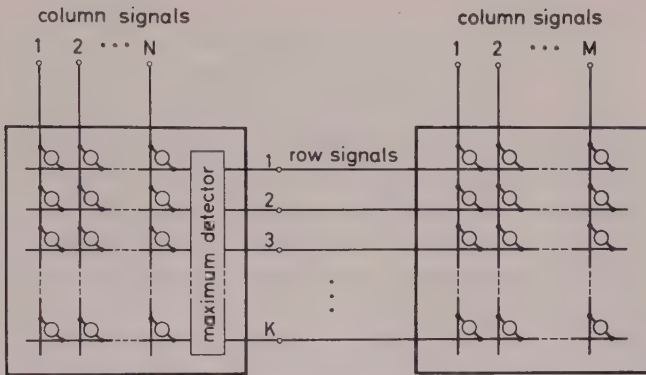 column signals
column signals
1 2 ··· N
1 2 ···· M
maximum detector
1 row signals
2
3
⋮
K